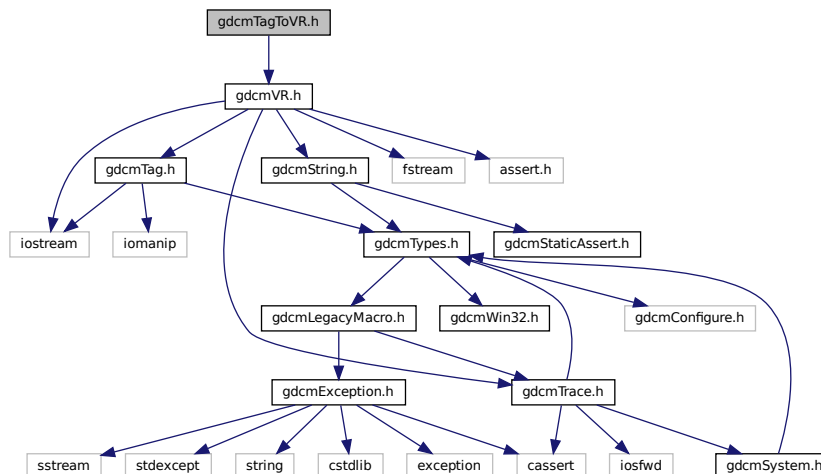 gdcmTagToVR.h
gdcmVR.h
gdcmTag.h
gdcmString.h
fstream
assert.h
iostream
iomanip
gdcmTypes.h
gdcmStaticAssert.h
gdcmLegacyMacro.h
gdcmWin32.h
gdcmConfigure.h
gdcmException.h
gdcmTrace.h
sstream
stdexcept
string
cstdlib
exception
cassert
iosfwd
gdcmSystem.h